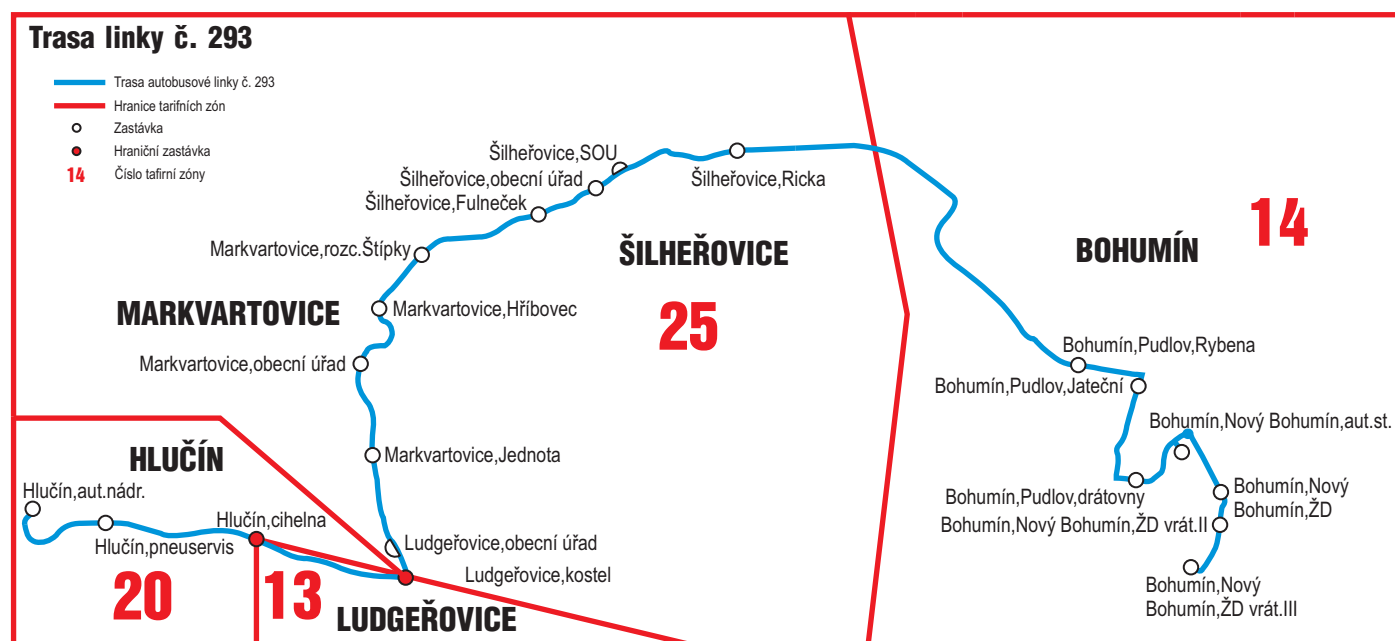 Trasa linky č. 293
Trasa autobusové linky č. 293
Hranice tarifních zón
Zastávka
Hraniční zastávka
14 Číslo tafirní zóny
Šilheřovice,SOU
Šilheřovice,obecní úřad
Šilheřovice,Ricka
Šilheřovice,Fulneček
14
Markvartovice,rozc.Štípky
ŠILHEŘOVICE
BOHUMÍN
MARKVARTOVICE
Markvartovice,Hříbovec
25
Bohumín,Pudlov,Rybena
Markvartovice,obecní úřad
Bohumín,Pudlov,Jateční
Bohumín,Nový Bohumín,aut.st.
HLUČÍN
Markvartovice,Jednota
Hlučín,aut.nádr.
Bohumín,Pudlov,drátovny
Bohumín,Nový
Bohumín,ŽD
Hlučín,cihelna
Bohumín,Nový Bohumín,ŽD vrát.II
Hlučín,pneuservis
Ludgeřovice,obecní úřad
Ludgeřovice,kostel
20
13
LUDGEŘOVICE
Bohumín,Nový
Bohumín,ŽD vrát.III